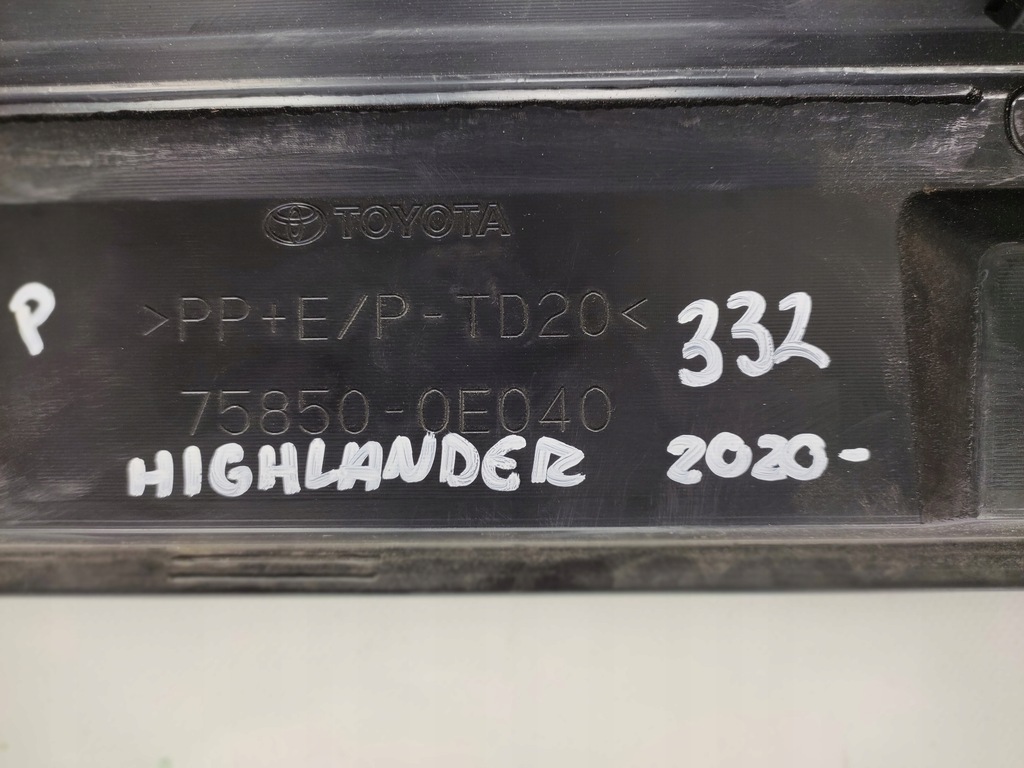 TOYOTA
>PP+E/P-TD20<
P 332
75850-0E040
HIGHLANDER 2020-